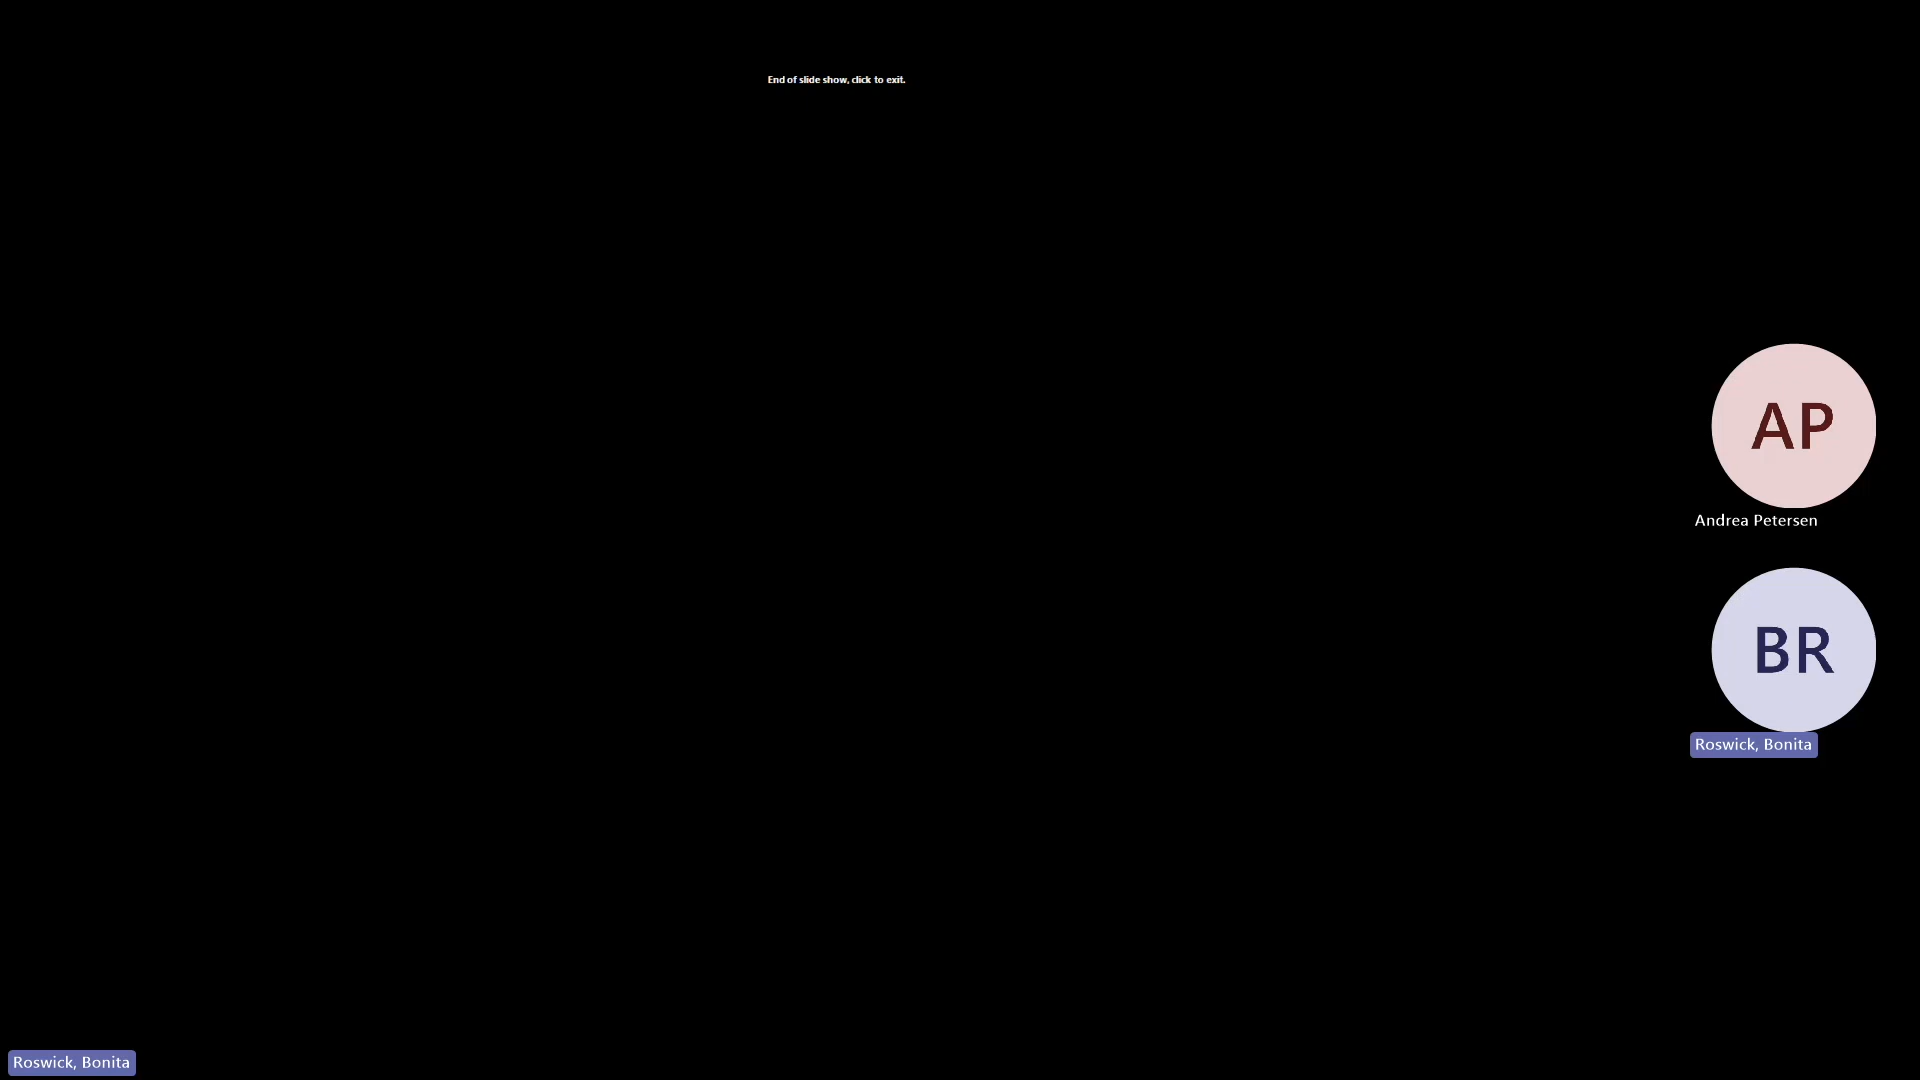 End of slide show, click to exit.
AP
Andrea Petersen
BR
Roswick, Bonita
Roswick, Bonita